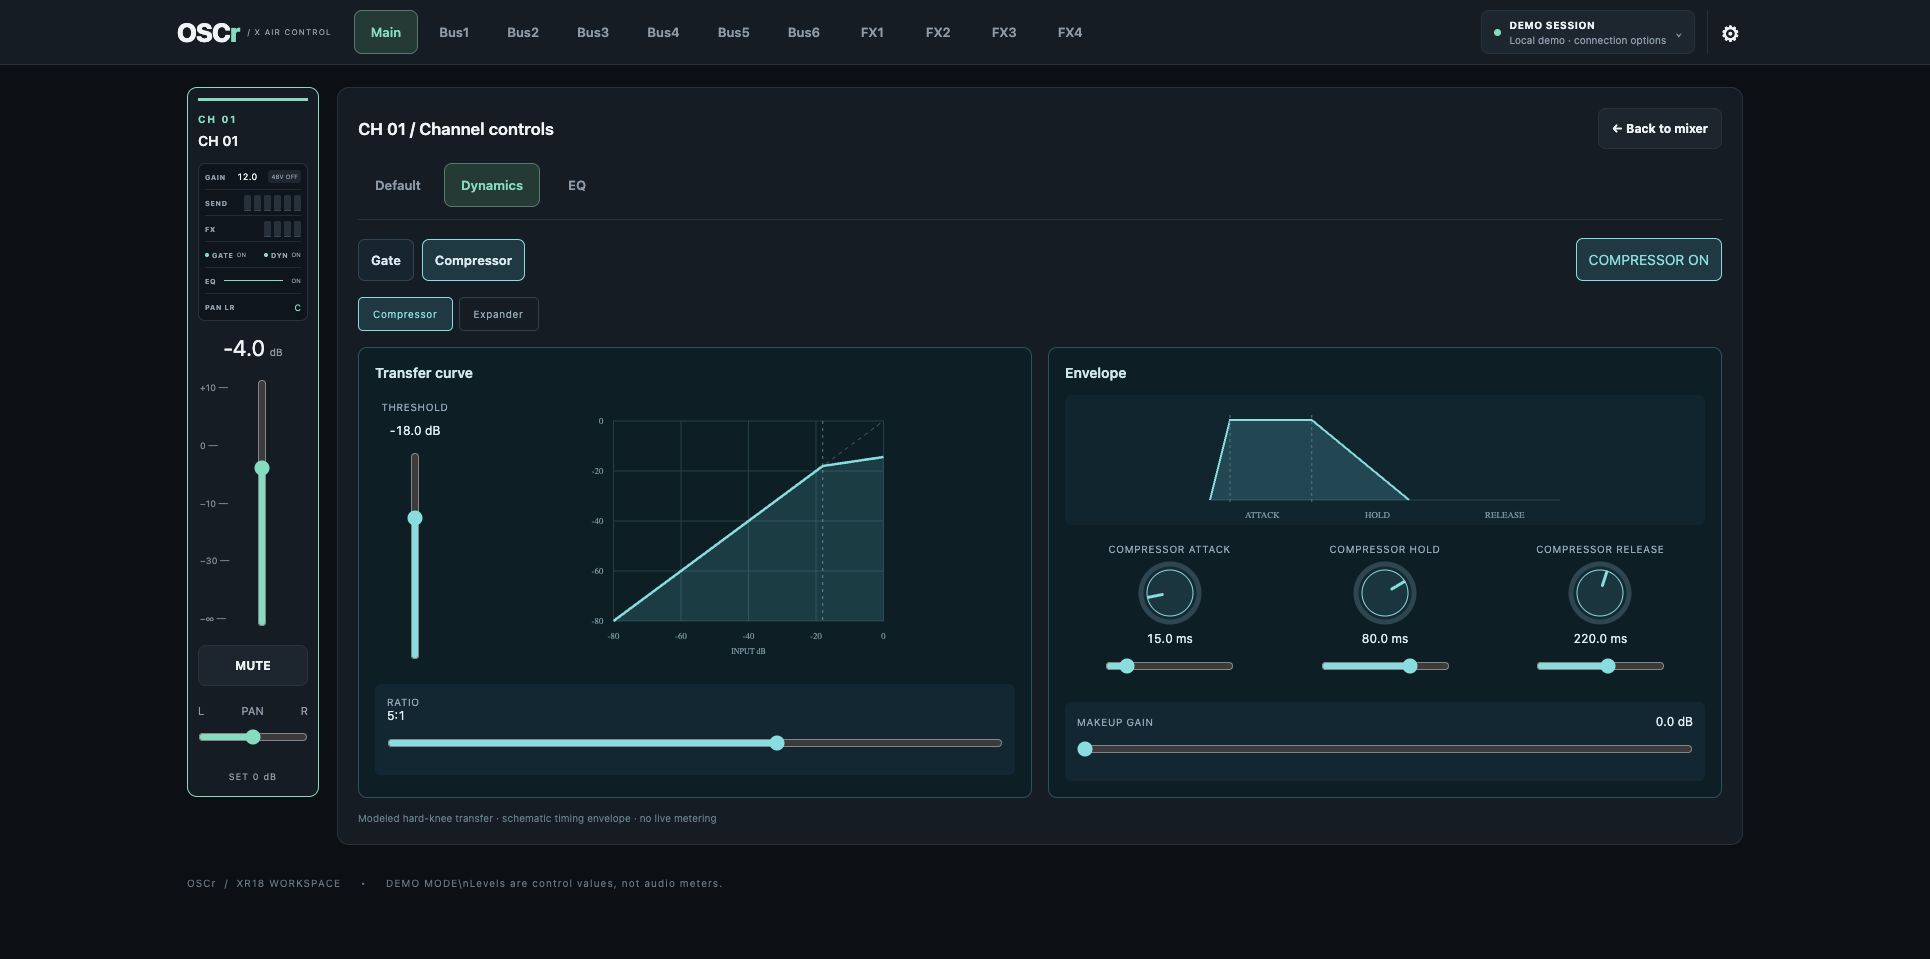 OSCr / X AIR CONTROL
Main Bus1 Bus2 Bus3 Bus4 Bus5 Bus6 FX1 FX2 FX3 FX4
DEMO SESSION
Local demo · connection options
CH 01
CH 01
GAIN 12.0 48V OFF
SEND
FX
GATE ON DYN ON
EQ ON
PAN LR C
-4.0 dB
+10
0
-10
-30
-∞
MUTE
L PAN R
SET 0 dB
CH 01 / Channel controls
← Back to mixer
Default Dynamics EQ
Gate Compressor
COMPRESSOR ON
Compressor Expander
Transfer curve
THRESHOLD
-18.0 dB
0
-20
-40
-60
-80
-80 -60 -40 -20 0
INPUT dB
RATIO
5:1
Envelope
ATTACK HOLD RELEASE
COMPRESSOR ATTACK COMPRESSOR HOLD COMPRESSOR RELEASE
15.0 ms 80.0 ms 220.0 ms
MAKEUP GAIN 0.0 dB
Modeled hard-knee transfer · schematic timing envelope · no live metering
OSCr / XR18 WORKSPACE · DEMO MODE\nLevels are control values, not audio meters.